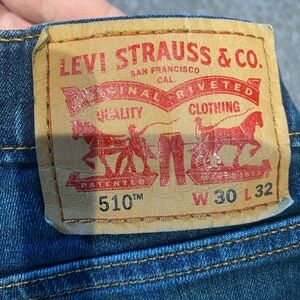 LEVI STRAUSS & CO.
SAN FRANCISCO
CAL.
ORIGINAL RIVETED
QUALITY CLOTHING
PATENTED
510™ W 30 L 32